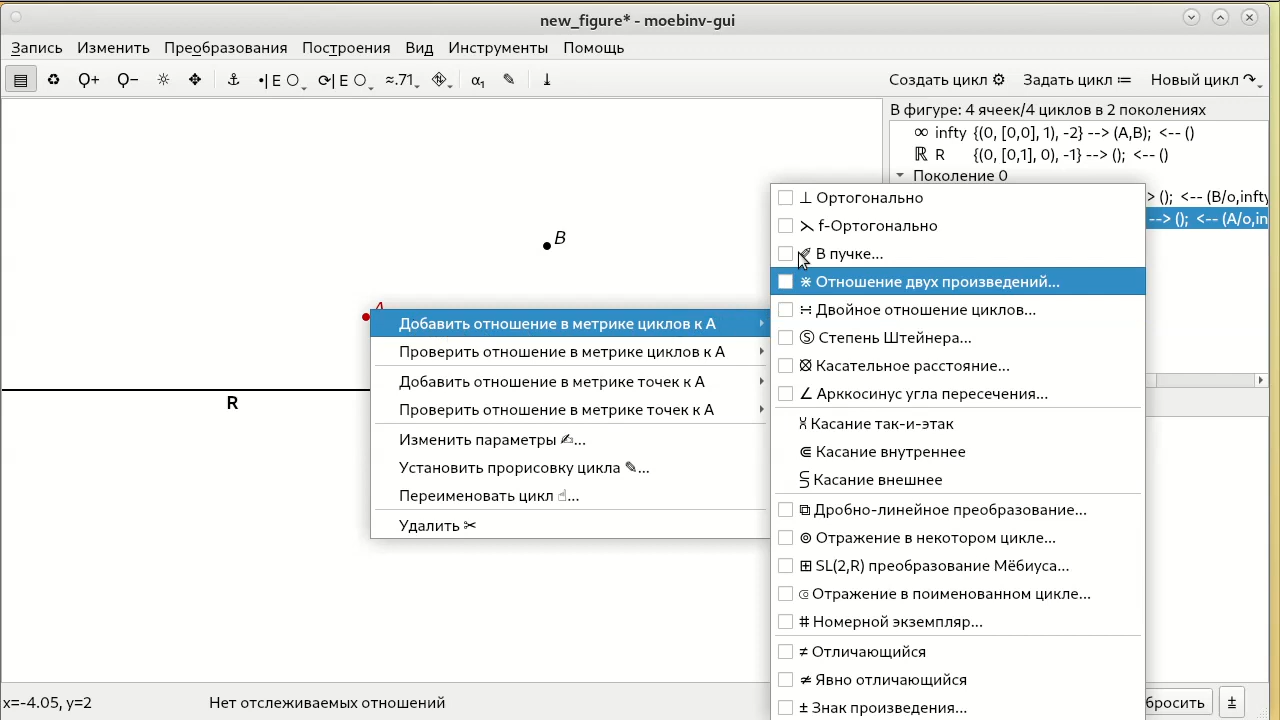 new_figure* - moebinv-gui
Запись Изменить Преобразования Построения Вид Инструменты Помощь
E E ≈.71 α₁ Создать цикл Задать цикл Новый цикл
В фигуре: 4 ячеек/4 циклов в 2 поколениях
∞ infty {(0, [0,0], 1), -2} --> (A,B); <-- ()
ℝ R {(0, [0,1], 0), -1} --> (); <-- ()
Поколение 0
> (); <-- (B/o,infty
--> (); <-- (A/o,in
B
A
R
Добавить отношение в метрике циклов к A
Проверить отношение в метрике циклов к A
Добавить отношение в метрике точек к A
Проверить отношение в метрике точек к A
Изменить параметры ✍...
Установить прорисовку цикла ✎...
Переименовать цикл ☝...
Удалить ✂
⊥ Ортогонально
⋋ f-Ортогонально
В пучке...
⋇ Отношение двух произведений...
∺ Двойное отношение циклов...
Ⓢ Степень Штейнера...
Касательное расстояние...
∠ Арккосинус угла пересечения...
Касание так-и-этак
⋐ Касание внутреннее
Касание внешнее
⧉ Дробно-линейное преобразование...
⊚ Отражение в некотором цикле...
⊞ SL(2,R) преобразование Мёбиуса...
Отражение в поименованном цикле...
# Номерной экземпляр...
≠ Отличающийся
≉ Явно отличающийся
± Знак произведения...
x=-4.05, y=2 Нет отслеживаемых отношений бросить ±